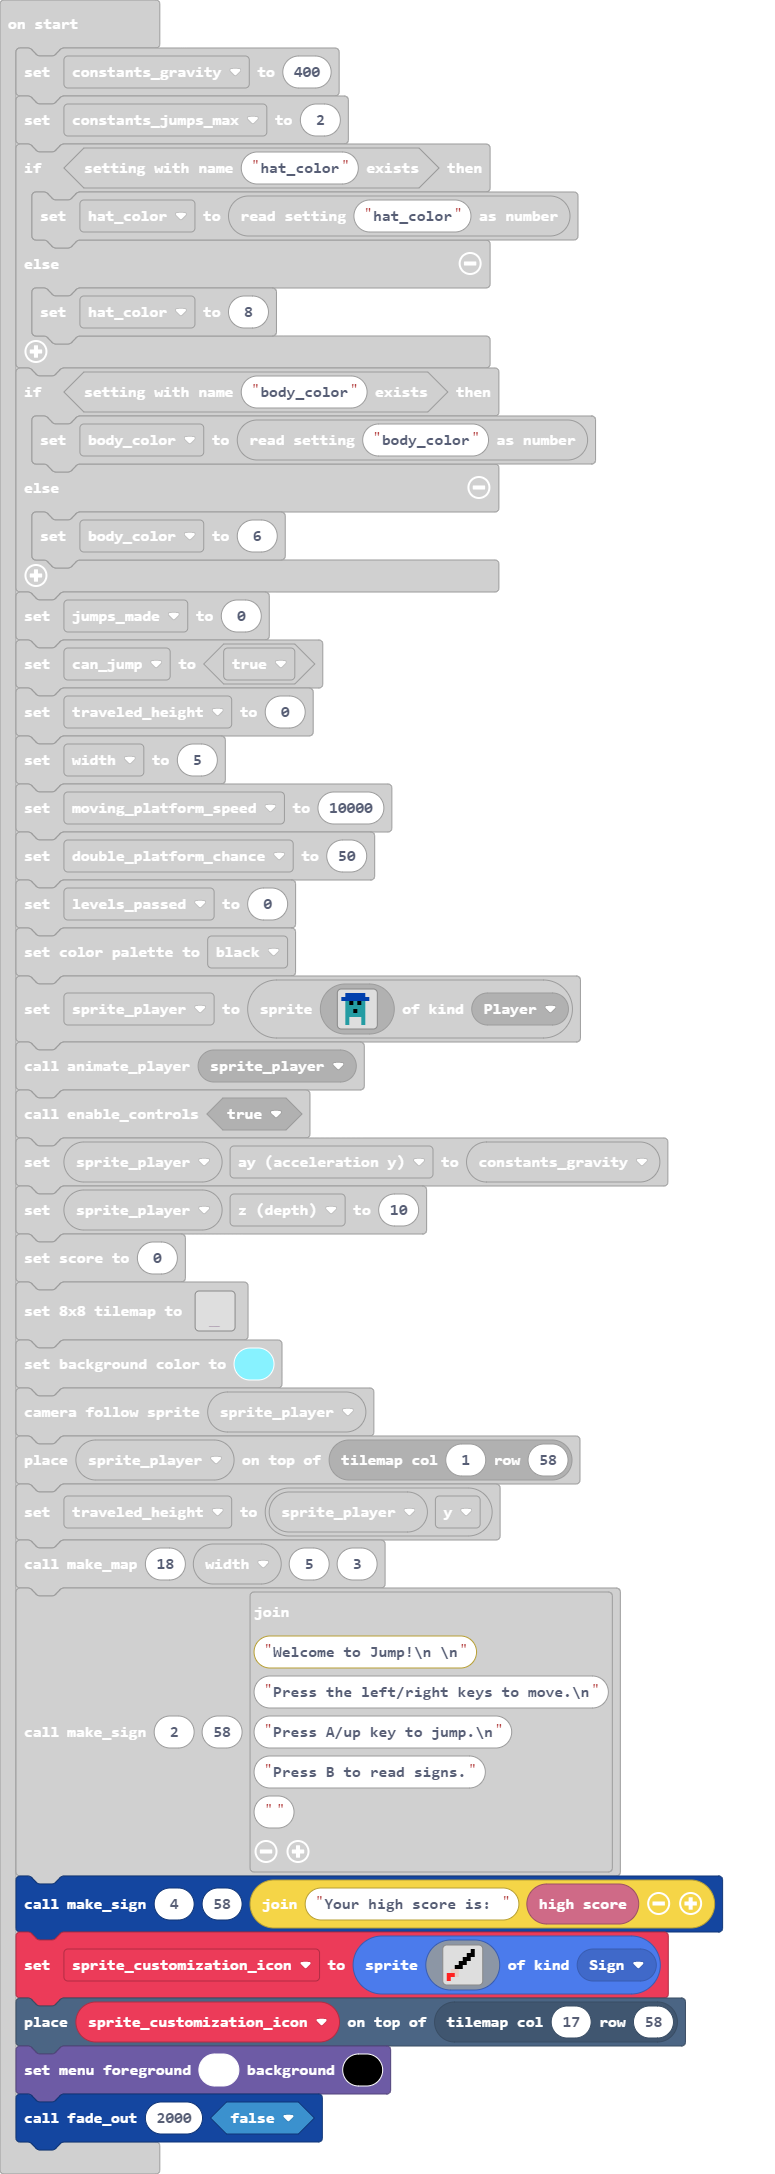 on start
set constants_gravity to 400
set constants_jumps_max to 2
if setting with name "hat_color" exists then
set hat_color to read setting "hat_color" as number
else
set hat_color to 8
if setting with name "body_color" exists then
set body_color to read setting "body_color" as number
else
set body_color to 6
set jumps_made to 0
set can_jump to true
set traveled_height to 0
set width to 5
set moving_platform_speed to 10000
set double_platform_chance to 50
set levels_passed to 0
set color palette to black
set sprite_player to sprite of kind Player
call animate_player sprite_player
call enable_controls true
set sprite_player ay (acceleration y) to constants_gravity
set sprite_player z (depth) to 10
set score to 0
set 8x8 tilemap to
set background color to
camera follow sprite sprite_player
place sprite_player on top of tilemap col 1 row 58
set traveled_height to sprite_player y
call make_map 18 width 5 3
join
"Welcome to Jump!\n \n"
"Press the left/right keys to move.\n"
call make_sign 2 58 "Press A/up key to jump.\n"
"Press B to read signs."
" "
call make_sign 4 58 join "Your high score is: " high score
set sprite_customization_icon to sprite of kind Sign
place sprite_customization_icon on top of tilemap col 17 row 58
set menu foreground background
call fade_out 2000 false